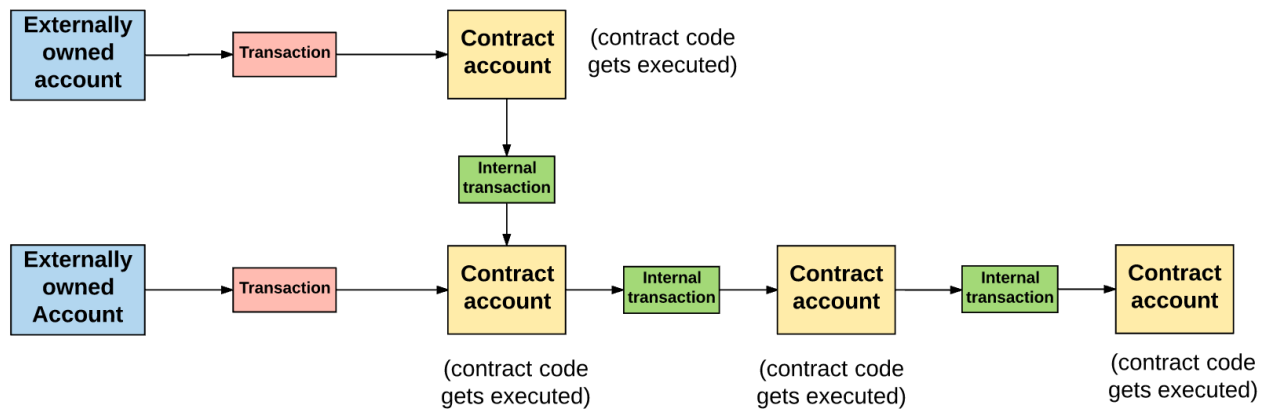 Externally
owned
account
Transaction
Contract
account
(contract code
gets executed)
Internal
transaction
Externally
owned
Account
Transaction
Contract
account
Internal
transaction
Contract
account
Internal
transaction
Contract
account
(contract code
gets executed)
(contract code
gets executed)
(contract code
gets executed)